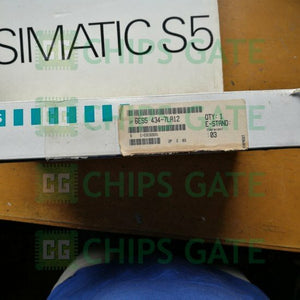 SIMATIC S5
6ES5 434-7LA12
QTY: 1
E-STAND:
03
CHIPS GATE
CHIPS GATE
CHIPS GATE